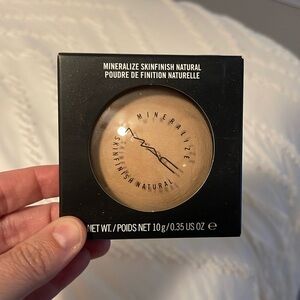 MINERALIZE SKINFINISH NATURAL
POUDRE DE FINITION NATURELLE
MINERALIZE
MAC
SKINFINISH NATURAL
NET WT./POIDS NET 10 g/0.35 US OZ ℮